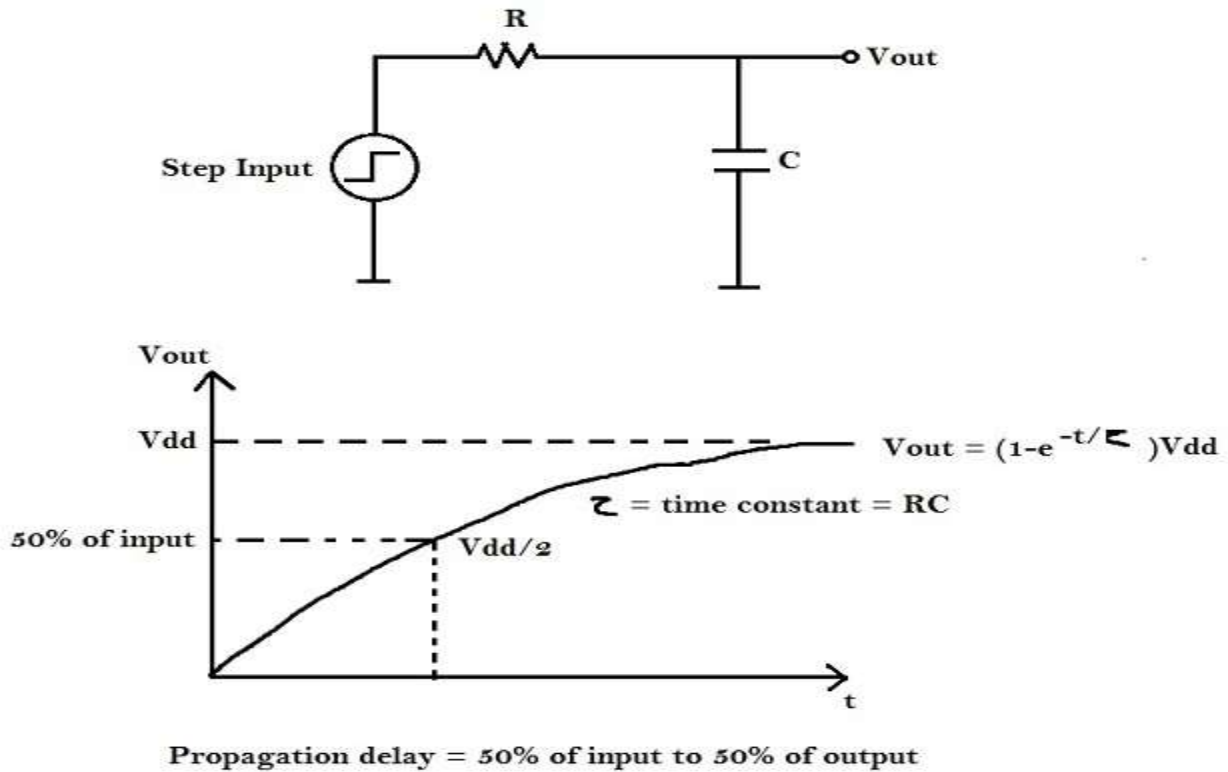 R
Vout
Step Input
C
Vout
Vdd
Vout = (1-e^-t/τ )Vdd
τ = time constant = RC
50% of input
Vdd/2
t
Propagation delay = 50% of input to 50% of output